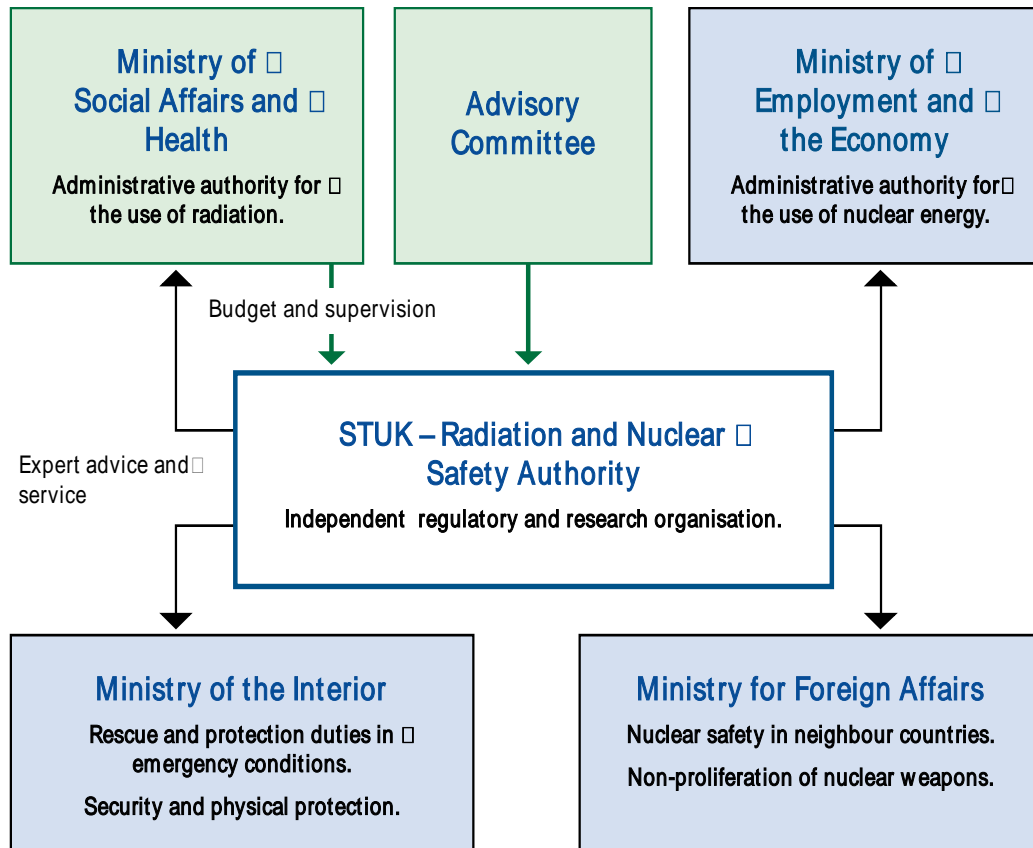 Ministry of □
Social Affairs and □
Health
Administrative authority for □
the use of radiation.
Advisory
Committee
Ministry of □
Employment and □
the Economy
Administrative authority for□
the use of nuclear energy.
Budget and supervision
STUK – Radiation and Nuclear □
Safety Authority
Independent regulatory and research organisation.
Expert advice and□
service
Ministry of the Interior
Rescue and protection duties in □
emergency conditions.
Security and physical protection.
Ministry for Foreign Affairs
Nuclear safety in neighbour countries.
Non-proliferation of nuclear weapons.